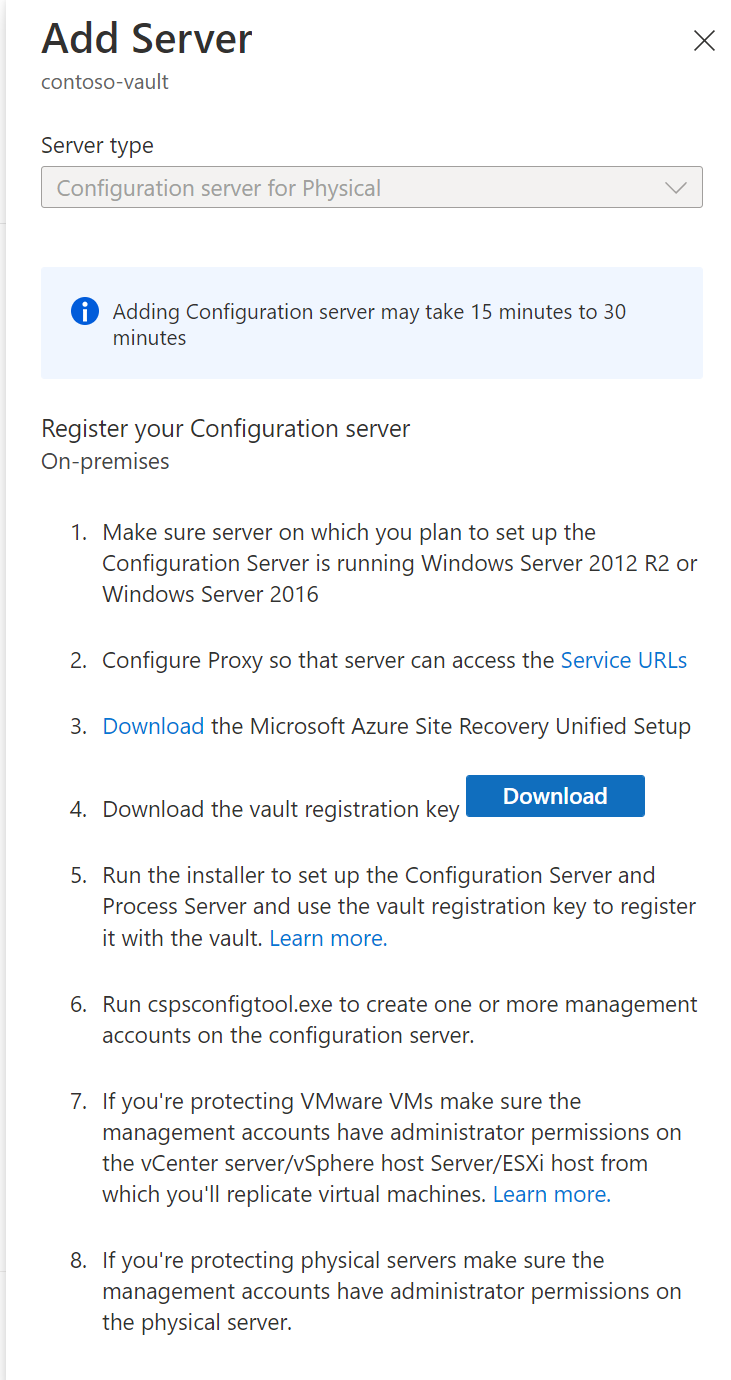 Add Server
contoso-vault
Server type
Configuration server for Physical
Adding Configuration server may take 15 minutes to 30
minutes
Register your Configuration server
On-premises
1. Make sure server on which you plan to set up the
Configuration Server is running Windows Server 2012 R2 or
Windows Server 2016
2. Configure Proxy so that server can access the Service URLs
3. Download the Microsoft Azure Site Recovery Unified Setup
4. Download the vault registration key Download
5. Run the installer to set up the Configuration Server and
Process Server and use the vault registration key to register
it with the vault. Learn more.
6. Run cspsconfigtool.exe to create one or more management
accounts on the configuration server.
7. If you're protecting VMware VMs make sure the
management accounts have administrator permissions on
the vCenter server/vSphere host Server/ESXi host from
which you'll replicate virtual machines. Learn more.
8. If you're protecting physical servers make sure the
management accounts have administrator permissions on
the physical server.